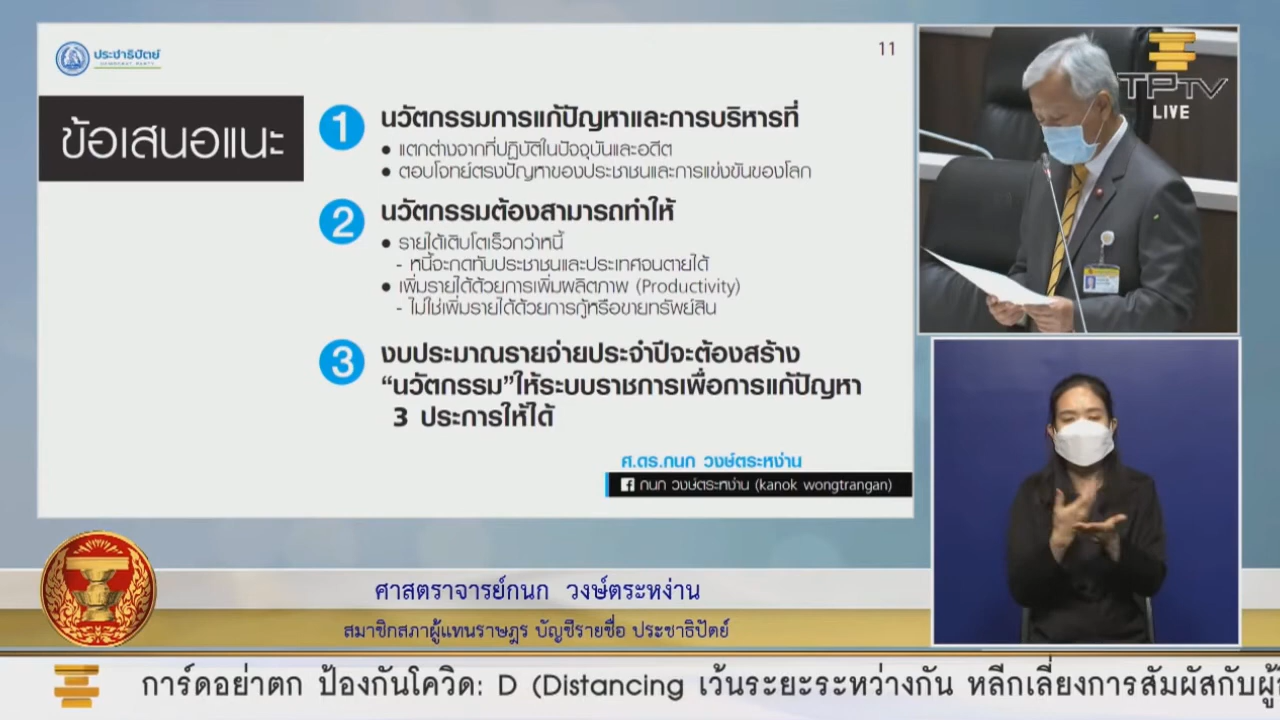 ประชาธิปัตย์
DEMOCRAT PARTY
11
ข้อเสนอแนะ
1 นวัตกรรมการแก้ปัญหาและการบริหารที่
● แตกต่างจากที่ปฏิบัติในปัจจุบันและอดีต
● ตอบโจทย์ตรงปัญหาของประชาชนและการแข่งขันของโลก
2 นวัตกรรมต้องสามารถทำให้
● รายได้เติบโตเร็วกว่าหนี้
- หนี้จะกดทับประชาชนและประเทศจนตายได้
● เพิ่มรายได้ด้วยการเพิ่มผลิตภาพ (Productivity)
- ไม่ใช่เพิ่มรายได้ด้วยการกู้หรือขายทรัพย์สิน
3 งบประมาณรายจ่ายประจำปีจะต้องสร้าง
“นวัตกรรม”ให้ระบบราชการเพื่อการแก้ปัญหา
3 ประการให้ได้
ศ.ดร.กนก วงษ์ตระหง่าน
กนก วงษ์ตระหง่าน (kanok wongtrangan)
TPTV
LIVE
ศาสตราจารย์กนก วงษ์ตระหง่าน
สมาชิกสภาผู้แทนราษฎร บัญชีรายชื่อ ประชาธิปัตย์
การ์ดอย่าตก ป้องกันโควิด: D (Distancing เว้นระยะระหว่างกัน หลีกเลี่ยงการสัมผัสกับผู้